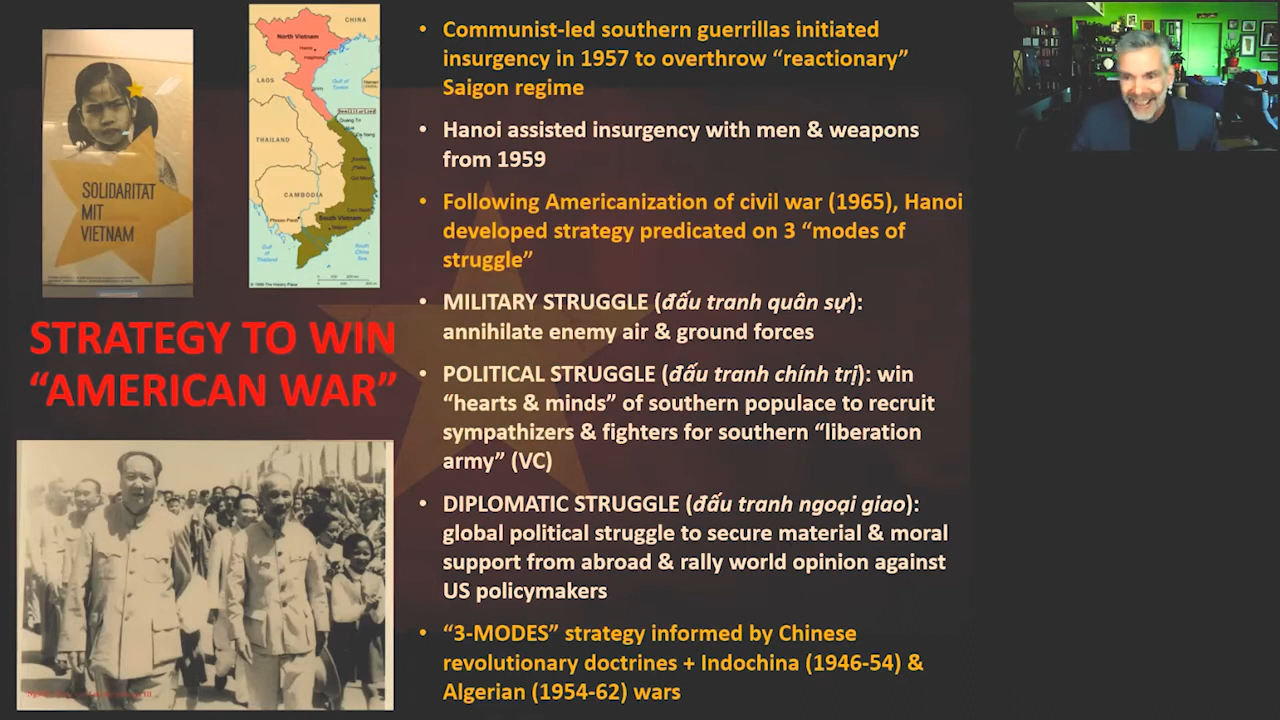 SOLIDARITÄT
MIT
VIETNAM
CHINA
North Vietnam
Hanoi
Haiphong
LAOS
Gulf of
Tonkin
Vinh
Demilitarized
Quang Tri
Hue
Da Nang
THAILAND
CAMBODIA
Phnom Penh
South Vietnam
Saigon
Gulf
of
Thailand
South
China
Sea
STRATEGY TO WIN
“AMERICAN WAR”
• Communist-led southern guerrillas initiated
insurgency in 1957 to overthrow “reactionary”
Saigon regime
• Hanoi assisted insurgency with men & weapons
from 1959
• Following Americanization of civil war (1965), Hanoi
developed strategy predicated on 3 “modes of
struggle”
• MILITARY STRUGGLE (đấu tranh quân sự):
annihilate enemy air & ground forces
• POLITICAL STRUGGLE (đấu tranh chính trị): win
“hearts & minds” of southern populace to recruit
sympathizers & fighters for southern “liberation
army” (VC)
• DIPLOMATIC STRUGGLE (đấu tranh ngoại giao):
global political struggle to secure material & moral
support from abroad & rally world opinion against
US policymakers
• “3-MODES” strategy informed by Chinese
revolutionary doctrines + Indochina (1946-54) &
Algerian (1954-62) wars